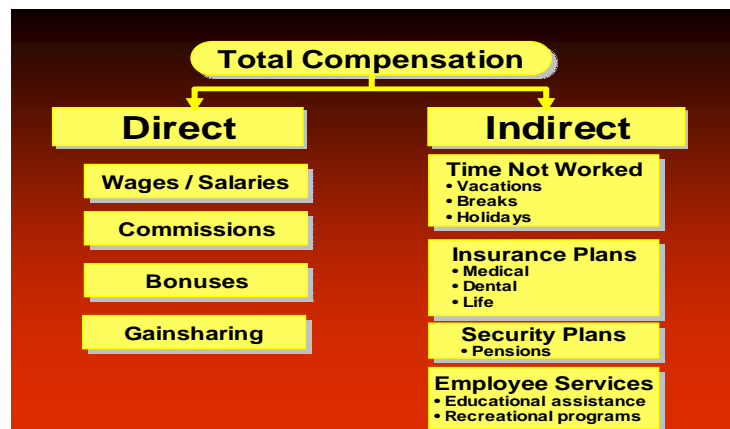 Total Compensation
Direct
Wages / Salaries
Commissions
Bonuses
Gainsharing
Indirect
Time Not Worked
• Vacations
• Breaks
• Holidays
Insurance Plans
• Medical
• Dental
• Life
Security Plans
• Pensions
Employee Services
• Educational assistance
• Recreational programs